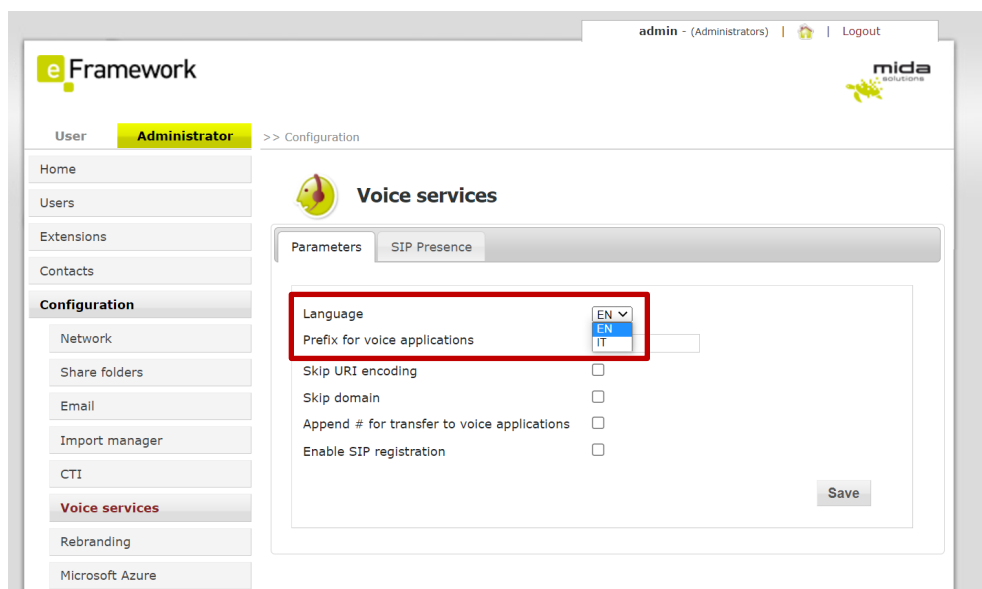 admin - (Administrators) | | Logout
e Framework
mida
solutions
User Administrator >> Configuration
Home
Users
Extensions
Contacts
Configuration
Network
Share folders
Email
Import manager
CTI
Voice services
Rebranding
Microsoft Azure
Voice services
Parameters SIP Presence
Language EN
EN
IT
Prefix for voice applications
Skip URI encoding
Skip domain
Append # for transfer to voice applications
Enable SIP registration
Save